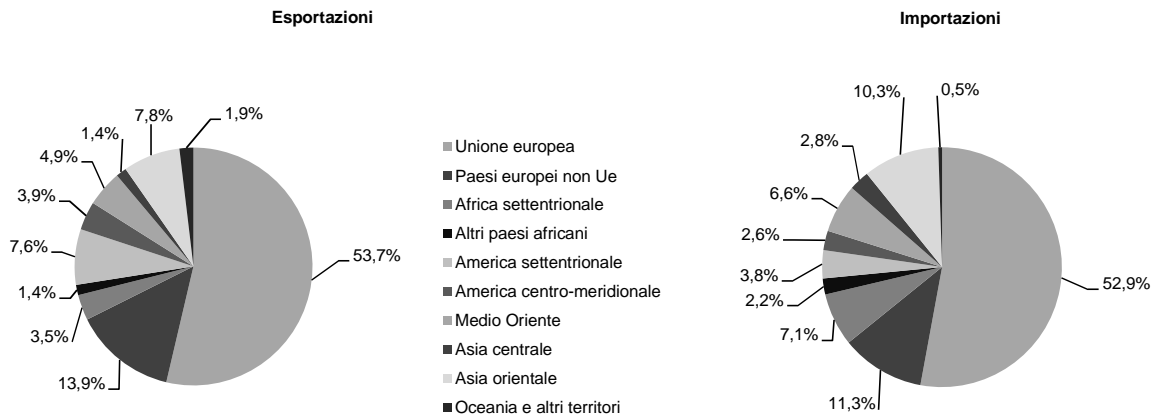 Esportazioni
1,9%
7,8%
1,4%
4,9%
3,9%
7,6%
1,4%
3,5%
13,9%
53,7%
Unione europea
Paesi europei non Ue
Africa settentrionale
Altri paesi africani
America settentrionale
America centro-meridionale
Medio Oriente
Asia centrale
Asia orientale
Oceania e altri territori
Importazioni
0,5%
10,3%
2,8%
6,6%
2,6%
3,8%
2,2%
7,1%
11,3%
52,9%